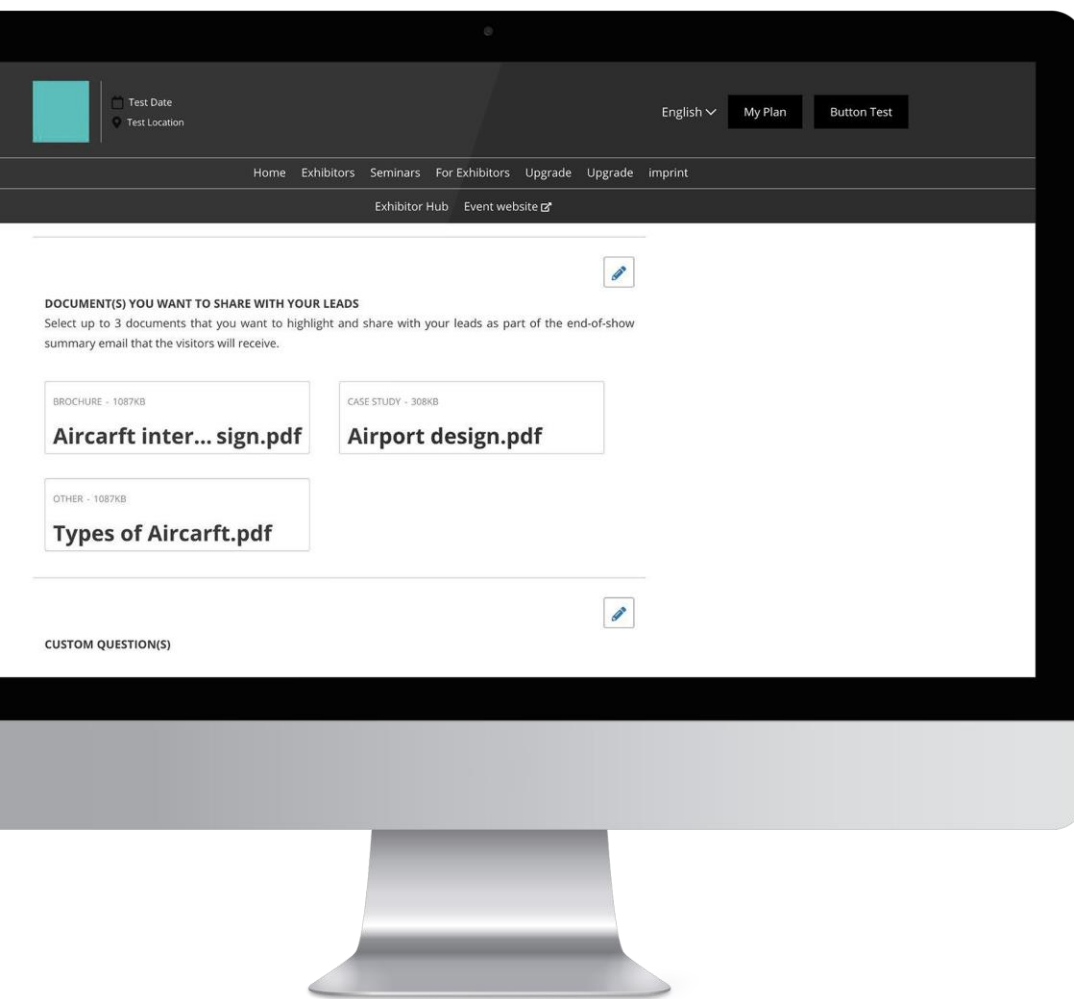 Test Date
Test Location
English
My Plan
Button Test
Home Exhibitors Seminars For Exhibitors Upgrade Upgrade imprint
Exhibitor Hub Event website
DOCUMENT(S) YOU WANT TO SHARE WITH YOUR LEADS
Select up to 3 documents that you want to highlight and share with your leads as part of the end-of-show
summary email that the visitors will receive.
BROCHURE - 1087KB
Aircarft inter... sign.pdf
CASE STUDY - 308KB
Airport design.pdf
OTHER - 1087KB
Types of Aircarft.pdf
CUSTOM QUESTION(S)